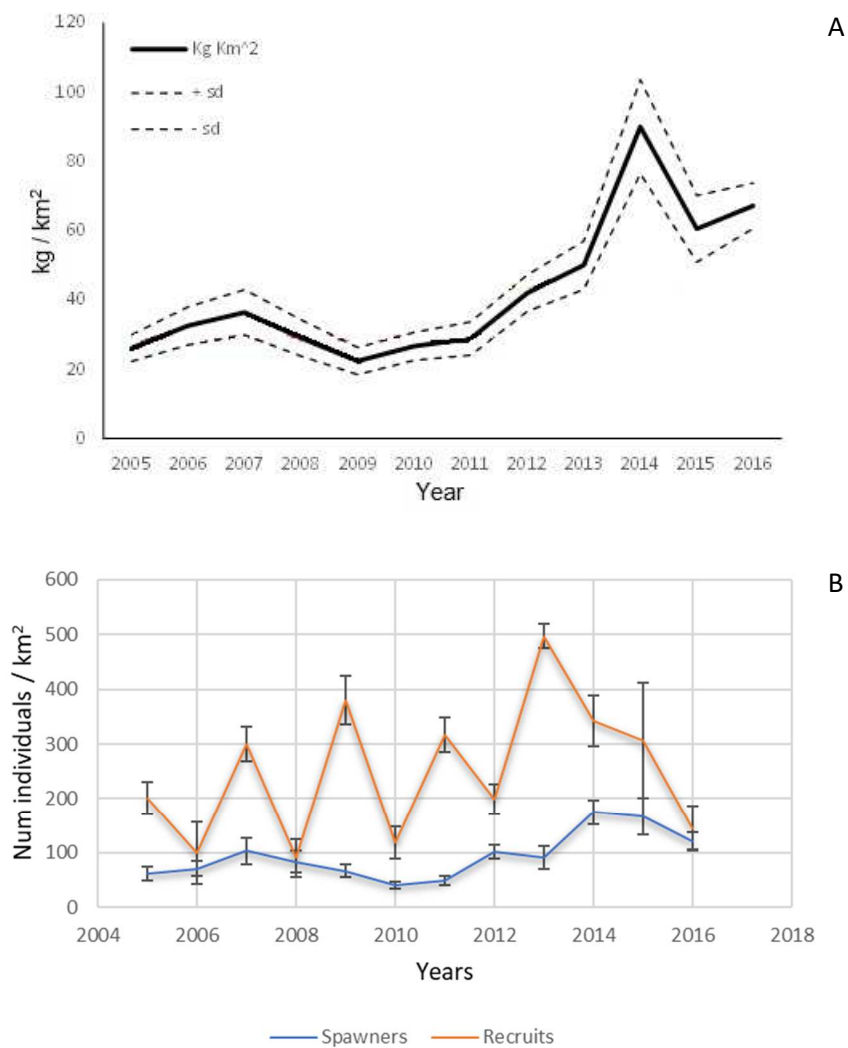 A
120
100
80
60
40
20
0
kg / km²
Kg Km^2
+ sd
- sd
2005 2006 2007 2008 2009 2010 2011 2012 2013 2014 2015 2016
Year
B
600
500
400
300
200
100
0
Num individuals / km²
2004 2006 2008 2010 2012 2014 2016 2018
Years
Spawners Recruits